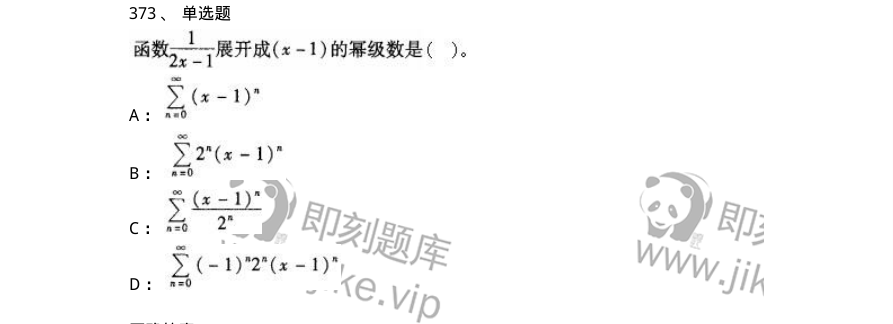 373 、 单选题
函数 1/(2x－1) 展开成(x－1)的幂级数是(　)。
A： ∑_{n=0}^{∞} (x－1)^n
B： ∑_{n=0}^{∞} 2^n(x－1)^n
C： ∑_{n=0}^{∞} (x－1)^n/2^n
D： ∑_{n=0}^{∞} (－1)^n 2^n(x－1)^n
即刻题库
jike.vip
即刻
www.jik